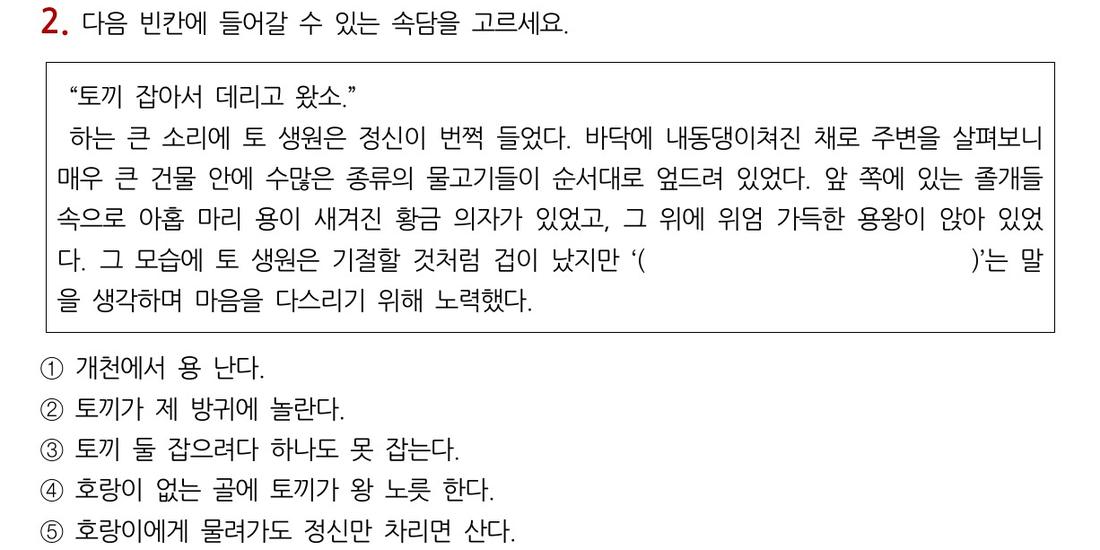 2. 다음 빈칸에 들어갈 수 있는 속담을 고르세요.
“토끼 잡아서 데리고 왔소.”
하는 큰 소리에 토 생원은 정신이 번쩍 들었다. 바닥에 내동댕이쳐진 채로 주변을 살펴보니
매우 큰 건물 안에 수많은 종류의 물고기들이 순서대로 엎드려 있었다. 앞 쪽에 있는 졸개들
속으로 아홉 마리 용이 새겨진 황금 의자가 있었고, 그 위에 위엄 가득한 용왕이 앉아 있었
다. 그 모습에 토 생원은 기절할 것처럼 겁이 났지만 ‘( )’는 말
을 생각하며 마음을 다스리기 위해 노력했다.
① 개천에서 용 난다.
② 토끼가 제 방귀에 놀란다.
③ 토끼 둘 잡으려다 하나도 못 잡는다.
④ 호랑이 없는 골에 토끼가 왕 노릇 한다.
⑤ 호랑이에게 물려가도 정신만 차리면 산다.